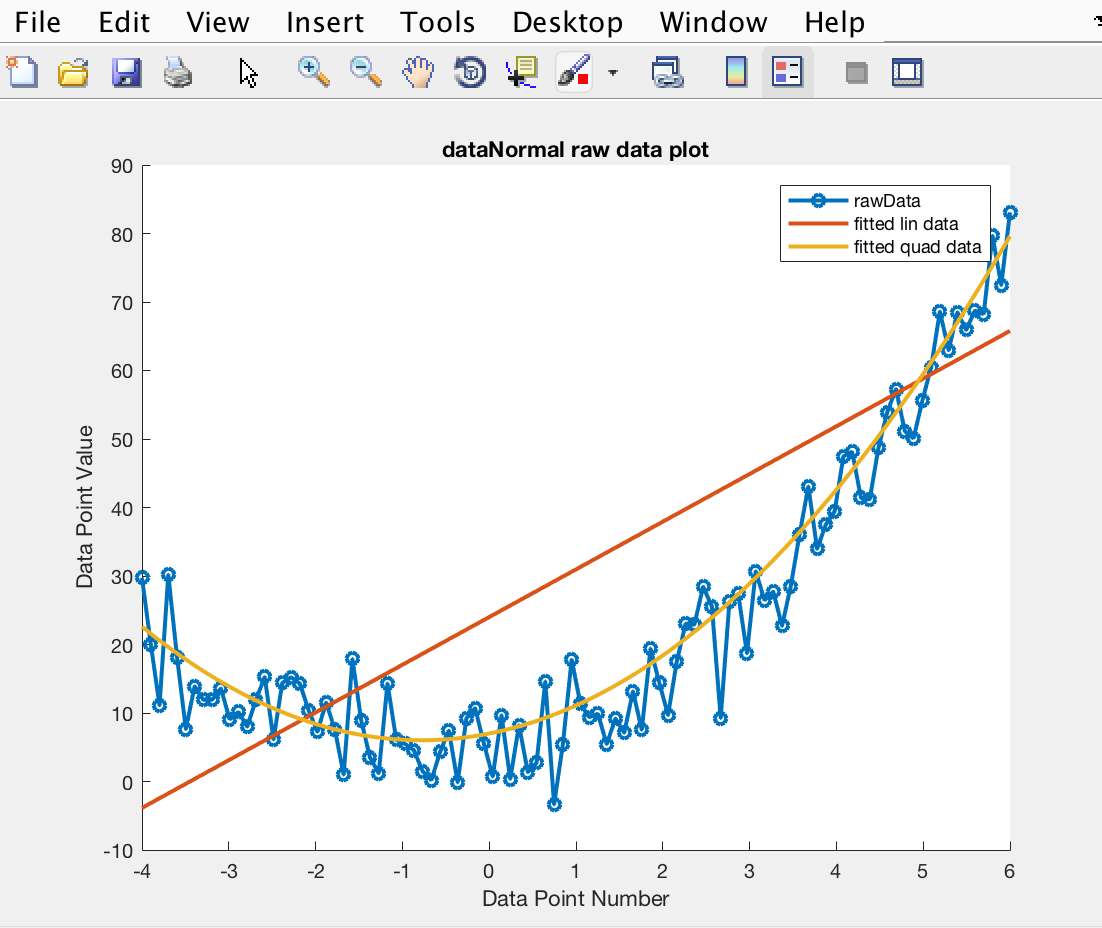 File Edit View Insert Tools Desktop Window Help
dataNormal raw data plot
90
80
70
60
50
40
30
20
10
0
-10
Data Point Value
rawData
fitted lin data
fitted quad data
-4 -3 -2 -1 0 1 2 3 4 5 6
Data Point Number